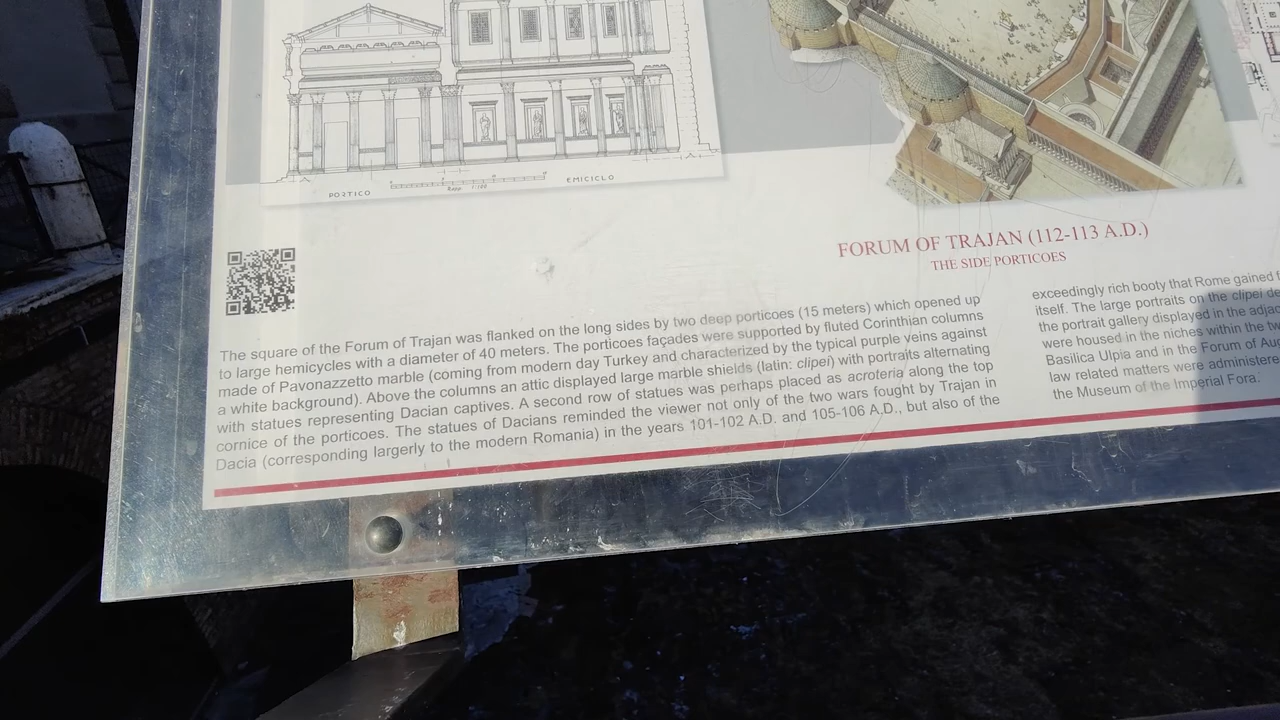 PORTICO
Rapp. 1:100
EMICICLO
FORUM OF TRAJAN (112-113 A.D.)
THE SIDE PORTICOES
The square of the Forum of Trajan was flanked on the long sides by two deep porticoes (15 meters) which opened up
to large hemicycles with a diameter of 40 meters. The porticoes façades were supported by fluted Corinthian columns
made of Pavonazzetto marble (coming from modern day Turkey and characterized by the typical purple veins against
a white background). Above the columns an attic displayed large marble shields (latin: clipei) with portraits alternating
with statues representing Dacian captives. A second row of statues was perhaps placed as acroteria along the top
cornice of the porticoes. The statues of Dacians reminded the viewer not only of the two wars fought by Trajan in
Dacia (corresponding largerly to the modern Romania) in the years 101-102 A.D. and 105-106 A.D., but also of the
exceedingly rich booty that Rome gained
itself. The large portraits on the clipei
the portrait gallery displayed in the
were housed in the niches within the
Basilica Ulpia and in the Forum of
law related matters were
the Museum of the Imperial Fora.